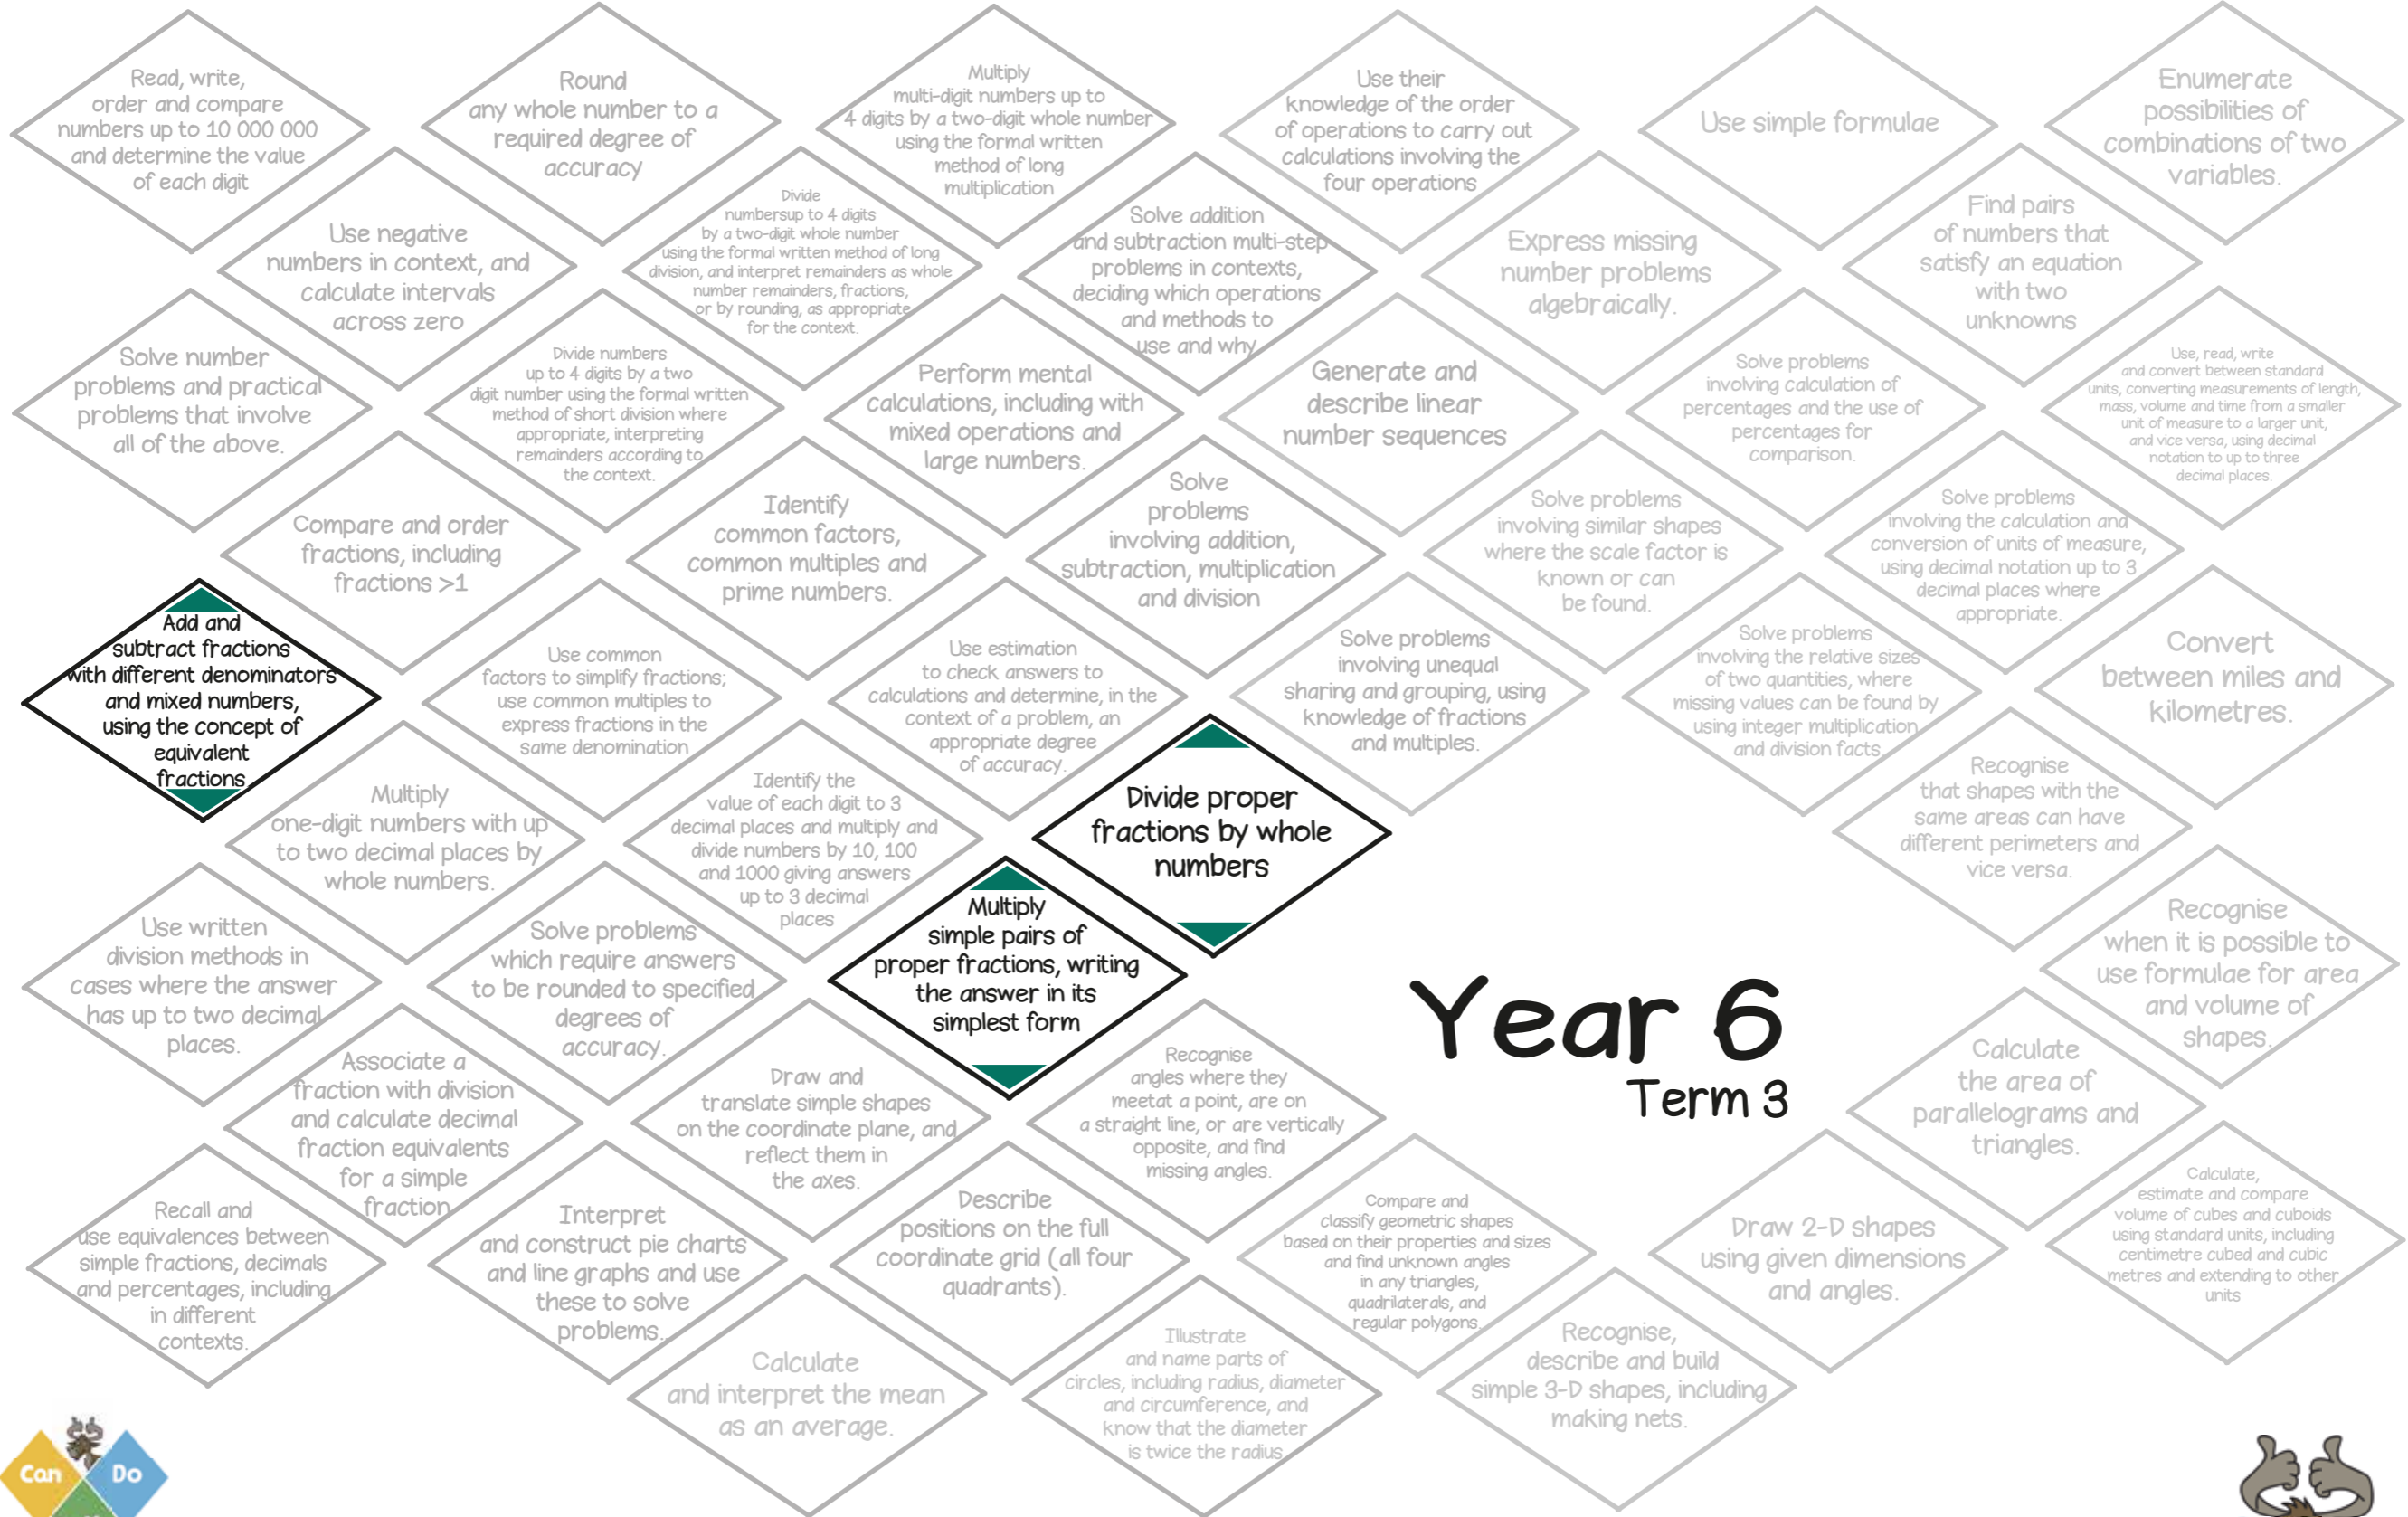 Read, write,
order and compare
numbers up to 10 000 000
and determine the value
of each digit
Round
any whole number to a
required degree of
accuracy
Multiply
multi-digit numbers up to
4 digits by a two-digit whole number
using the formal written
method of long
multiplication
Use their
knowledge of the order
of operations to carry out
calculations involving the
four operations
Use simple formulae
Enumerate
possibilities of
combinations of two
variables.
Use negative
numbers in context, and
calculate intervals
across zero
Divide
numbersup to 4 digits
by a two-digit whole number
using the formal written method of long
division, and interpret remainders as whole
number remainders, fractions,
or by rounding, as appropriate
for the context.
Solve addition
and subtraction multi-step
problems in contexts,
deciding which operations
and methods to
use and why
Express missing
number problems
algebraically.
Find pairs
of numbers that
satisfy an equation
with two
unknowns
Solve number
problems and practical
problems that involve
all of the above.
Divide numbers
up to 4 digits by a two
digit number using the formal written
method of short division where
appropriate, interpreting
remainders according to
the context.
Perform mental
calculations, including with
mixed operations and
large numbers.
Generate and
describe linear
number sequences
Solve problems
involving calculation of
percentages and the use of
percentages for
comparison.
Use, read, write
and convert between standard
units, converting measurements of length,
mass, volume and time from a smaller
unit of measure to a larger unit,
and vice versa, using decimal
notation to up to three
decimal places.
Compare and order
fractions, including
fractions >1
Identify
common factors,
common multiples and
prime numbers.
Solve
problems
involving addition,
subtraction, multiplication
and division
Solve problems
involving similar shapes
where the scale factor is
known or can
be found.
Solve problems
involving the calculation and
conversion of units of measure,
using decimal notation up to 3
decimal places where
appropriate.
Add and
subtract fractions
with different denominators
and mixed numbers,
using the concept of
equivalent
fractions
Use common
factors to simplify fractions;
use common multiples to
express fractions in the
same denomination
Use estimation
to check answers to
calculations and determine, in the
context of a problem, an
appropriate degree
of accuracy.
Solve problems
involving unequal
sharing and grouping, using
knowledge of fractions
and multiples.
Solve problems
involving the relative sizes
of two quantities, where
missing values can be found by
using integer multiplication
and division facts
Convert
between miles and
kilometres.
Multiply
one-digit numbers with up
to two decimal places by
whole numbers.
Identify the
value of each digit to 3
decimal places and multiply and
divide numbers by 10, 100
and 1000 giving answers
up to 3 decimal
places
Divide proper
fractions by whole
numbers
Recognise
that shapes with the
same areas can have
different perimeters and
vice versa.
Use written
division methods in
cases where the answer
has up to two decimal
places.
Solve problems
which require answers
to be rounded to specified
degrees of
accuracy.
Multiply
simple pairs of
proper fractions, writing
the answer in its
simplest form
Recognise
when it is possible to
use formulae for area
and volume of
shapes.
Year 6
Term 3
Associate a
fraction with division
and calculate decimal
fraction equivalents
for a simple
fraction
Draw and
translate simple shapes
on the coordinate plane, and
reflect them in
the axes.
Recognise
angles where they
meetat a point, are on
a straight line, or are vertically
opposite, and find
missing angles.
Calculate
the area of
parallelograms and
triangles.
Recall and
use equivalences between
simple fractions, decimals
and percentages, including
in different
contexts.
Interpret
and construct pie charts
and line graphs and use
these to solve
problems.
Describe
positions on the full
coordinate grid (all four
quadrants).
Compare and
classify geometric shapes
based on their properties and sizes
and find unknown angles
in any triangles,
quadrilaterals, and
regular polygons.
Draw 2-D shapes
using given dimensions
and angles.
Calculate,
estimate and compare
volume of cubes and cuboids
using standard units, including
centimetre cubed and cubic
metres and extending to other
units
Calculate
and interpret the mean
as an average.
Illustrate
and name parts of
circles, including radius, diameter
and circumference, and
know that the diameter
is twice the radius
Recognise,
describe and build
simple 3-D shapes, including
making nets.
Can Do